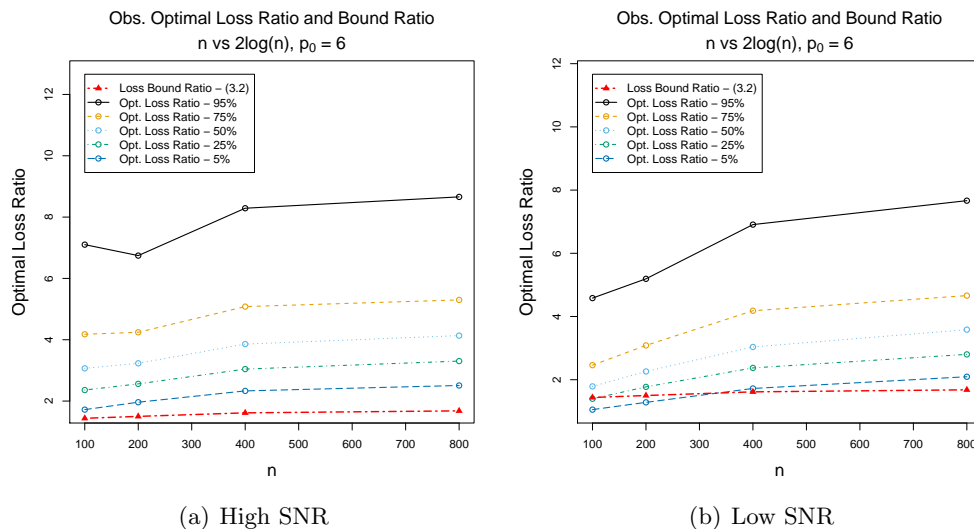 Obs. Optimal Loss Ratio and Bound Ratio
n vs 2log(n), p0 = 6
Optimal Loss Ratio
12
10
8
6
4
2
Loss Bound Ratio – (3.2)
Opt. Loss Ratio – 95%
Opt. Loss Ratio – 75%
Opt. Loss Ratio – 50%
Opt. Loss Ratio – 25%
Opt. Loss Ratio – 5%
100 200 300 400 500 600 700 800
n
(a) High SNR
Obs. Optimal Loss Ratio and Bound Ratio
n vs 2log(n), p0 = 6
Optimal Loss Ratio
12
10
8
6
4
2
Loss Bound Ratio – (3.2)
Opt. Loss Ratio – 95%
Opt. Loss Ratio – 75%
Opt. Loss Ratio – 50%
Opt. Loss Ratio – 25%
Opt. Loss Ratio – 5%
100 200 300 400 500 600 700 800
n
(b) Low SNR